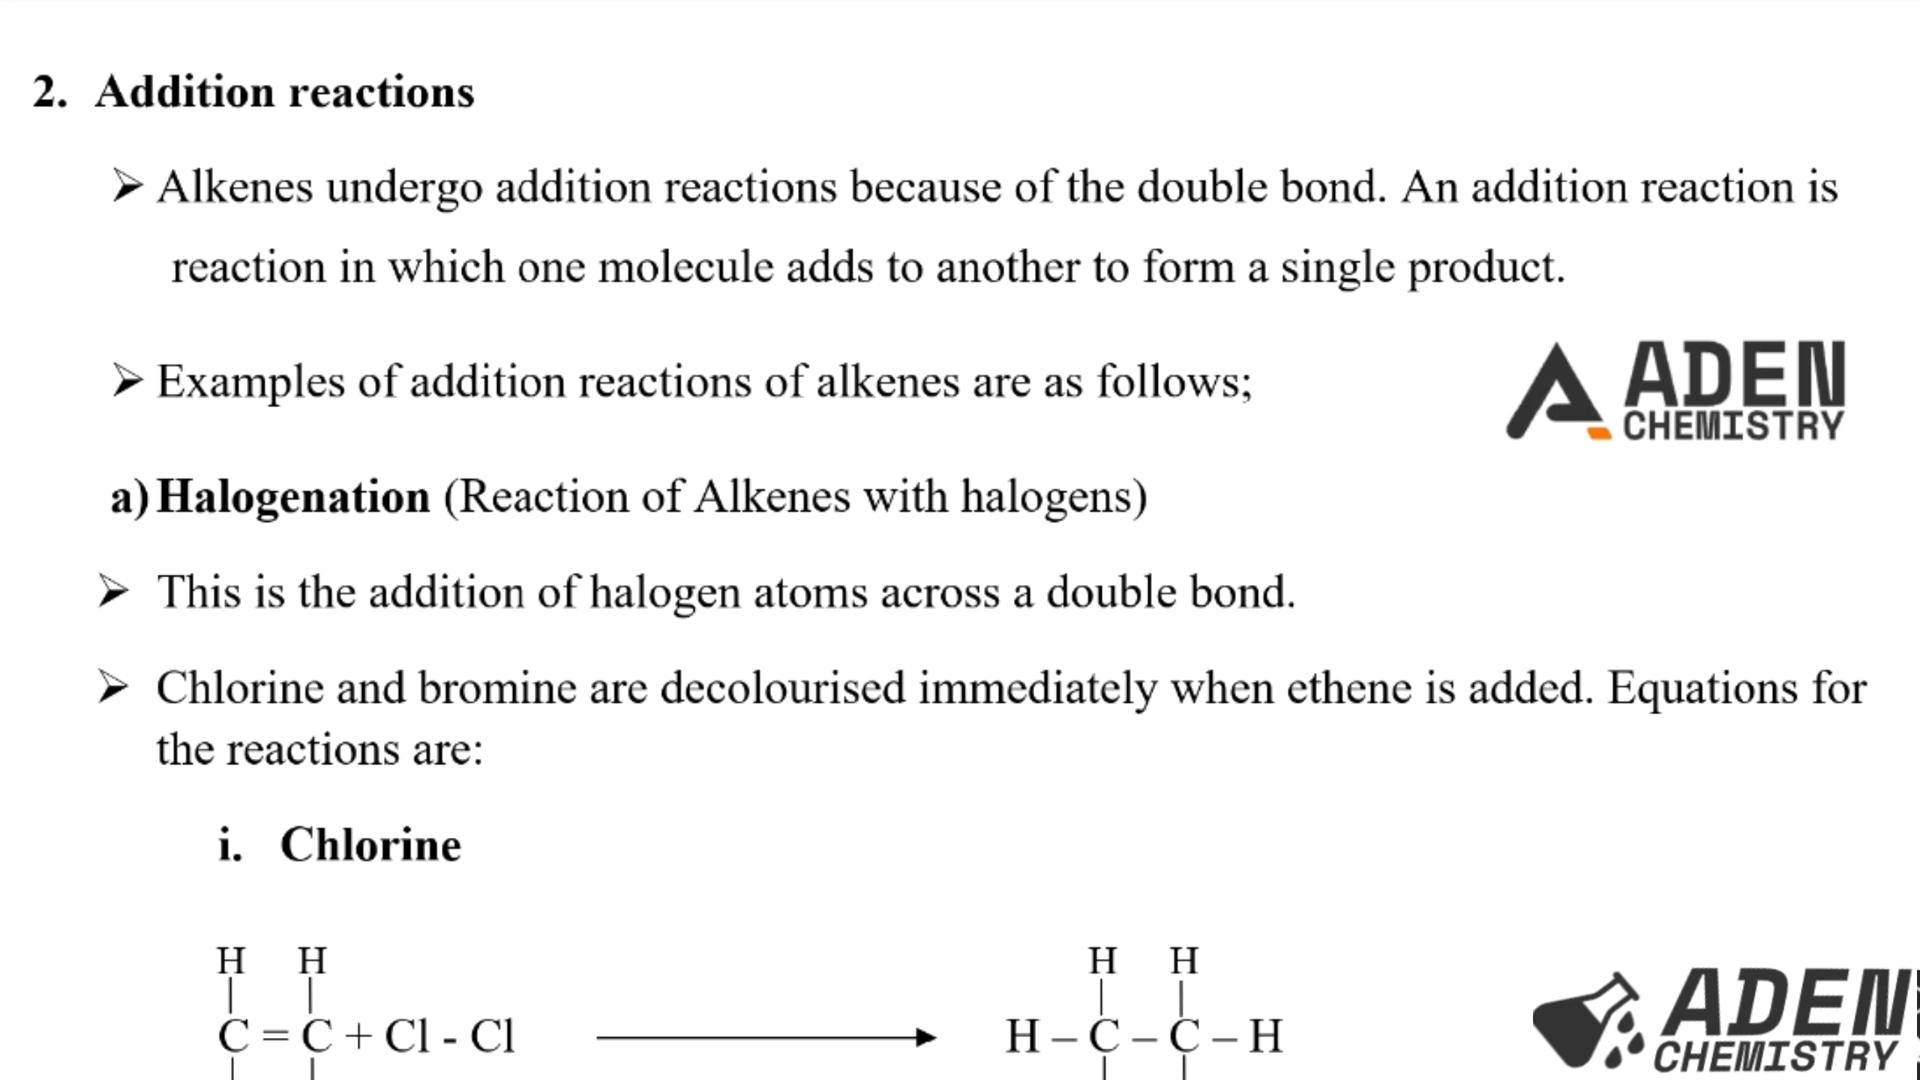 2. Addition reactions
➢ Alkenes undergo addition reactions because of the double bond. An addition reaction is
reaction in which one molecule adds to another to form a single product.
➢ Examples of addition reactions of alkenes are as follows;
ADEN
CHEMISTRY
a) Halogenation (Reaction of Alkenes with halogens)
➢ This is the addition of halogen atoms across a double bond.
➢ Chlorine and bromine are decolourised immediately when ethene is added. Equations for
the reactions are:
i. Chlorine
H H H H
C = C + Cl - Cl H – C – C – H
ADEN
CHEMISTRY